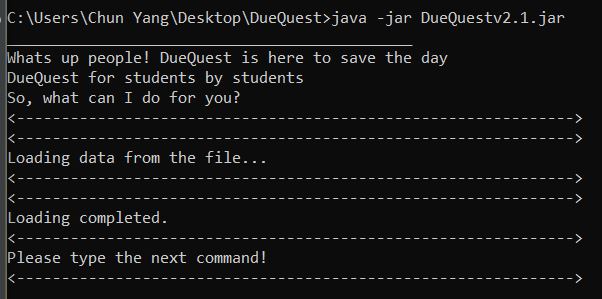 C:\Users\Chun Yang\Desktop\DueQuest>java -jar DueQuestv2.1.jar
____________________________________________
Whats up people! DueQuest is here to save the day
DueQuest for students by students
So, what can I do for you?
<------------------------------------------------------------->
<------------------------------------------------------------->
Loading data from the file...
<------------------------------------------------------------->
<------------------------------------------------------------->
Loading completed.
<------------------------------------------------------------->
Please type the next command!
<------------------------------------------------------------->